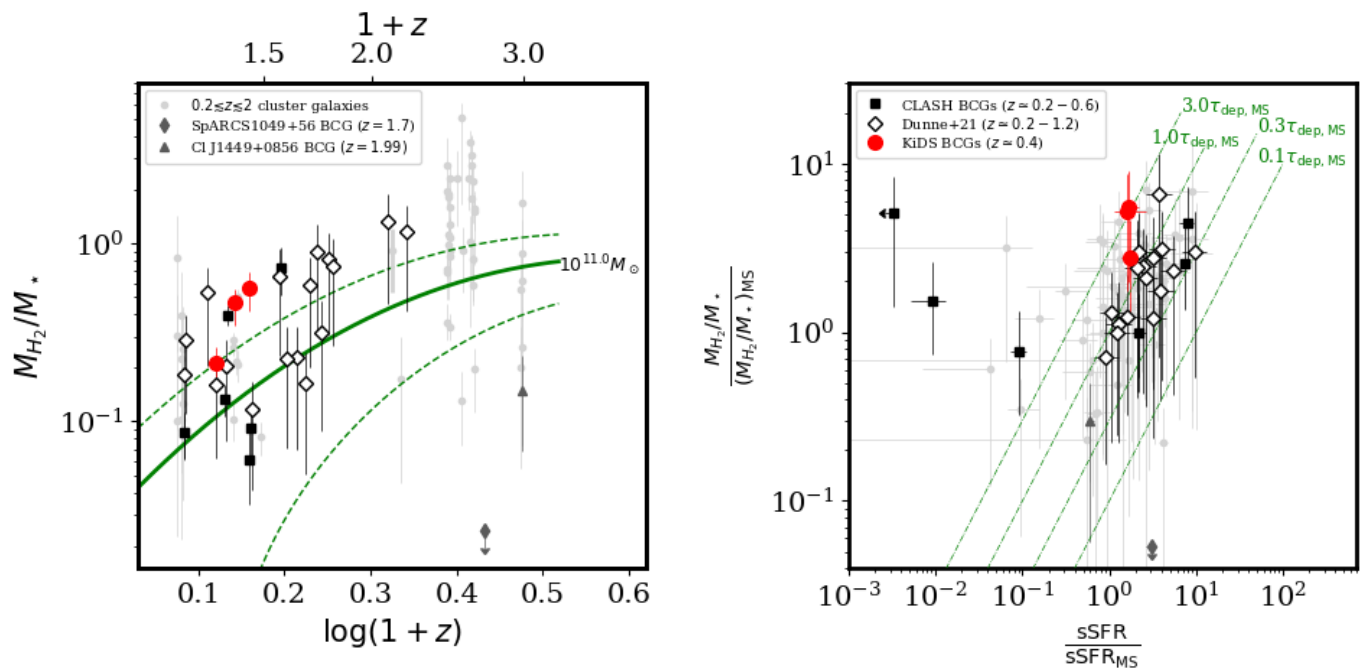 1 + z
1.5 2.0 3.0
0.2≤z≤2 cluster galaxies
SpARCS1049+56 BCG (z = 1.7)
Cl J1449+0856 BCG (z = 1.99)
10^11.0 M_⊙
M_H₂/M⋆
10^0
10^−1
0.1 0.2 0.3 0.4 0.5 0.6
log(1 + z)
CLASH BCGs (z ≃ 0.2 − 0.6)
Dunne+21 (z ≃ 0.2 − 1.2)
KiDS BCGs (z ≃ 0.4)
3.0τ_dep, MS
1.0τ_dep, MS
0.3τ_dep, MS
0.1τ_dep, MS
M_H₂/M⋆
(M_H₂/M⋆)_MS
10^1
10^0
10^−1
10^−3 10^−2 10^−1 10^0 10^1 10^2
sSFR
sSFR_MS